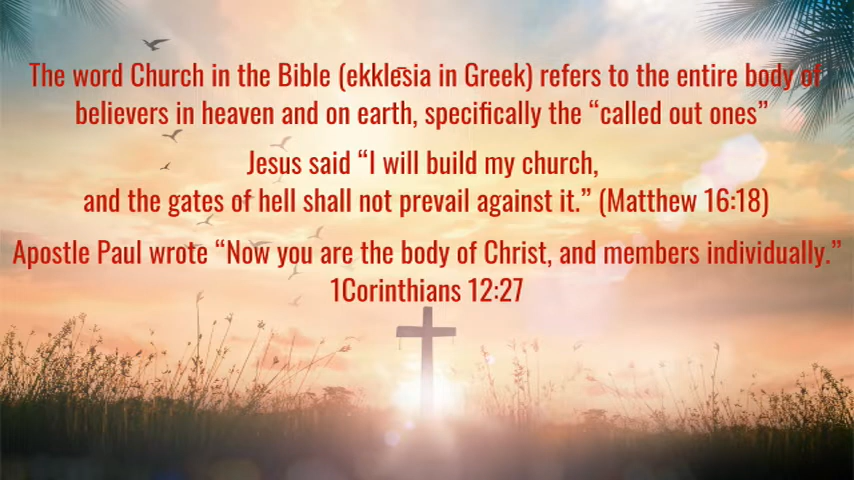 The word Church in the Bible (ekklēsia in Greek) refers to the entire body of
believers in heaven and on earth, specifically the “called out ones”
Jesus said “I will build my church,
and the gates of hell shall not prevail against it.” (Matthew 16:18)
Apostle Paul wrote “Now you are the body of Christ, and members individually.”
1Corinthians 12:27